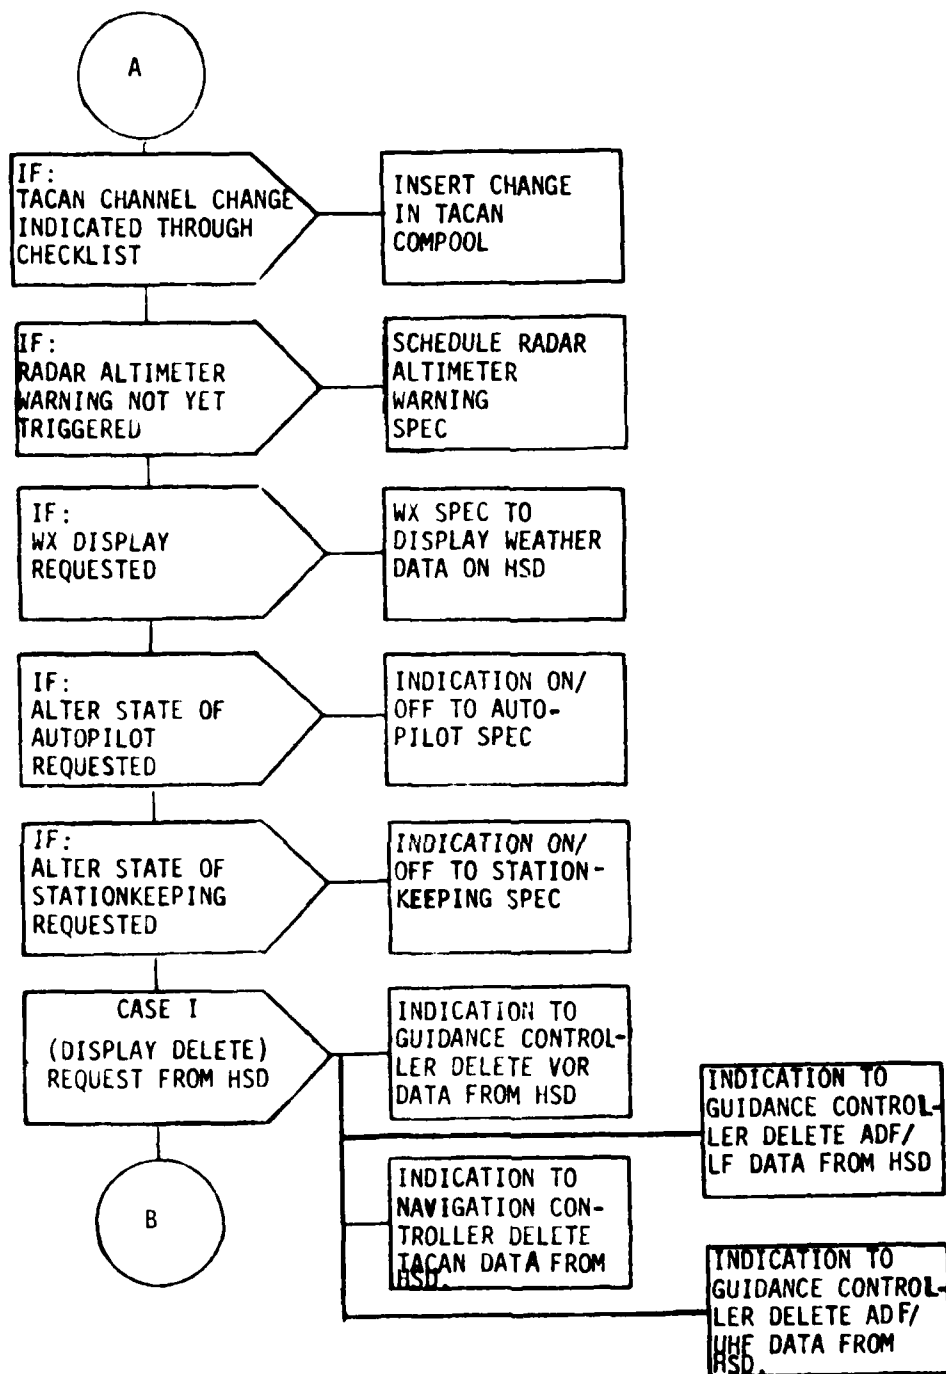 A
IF:
TACAN CHANNEL CHANGE
INDICATED THROUGH
CHECKLIST
INSERT CHANGE
IN TACAN
COMPOOL
IF:
RADAR ALTIMETER
WARNING NOT YET
TRIGGERED
SCHEDULE RADAR
ALTIMETER
WARNING
SPEC
IF:
WX DISPLAY
REQUESTED
WX SPEC TO
DISPLAY WEATHER
DATA ON HSD
IF:
ALTER STATE OF
AUTOPILOT
REQUESTED
INDICATION ON/
OFF TO AUTO-
PILOT SPEC
IF:
ALTER STATE OF
STATIONKEEPING
REQUESTED
INDICATION ON/
OFF TO STATION-
KEEPING SPEC
CASE I
(DISPLAY DELETE)
REQUEST FROM HSD
INDICATION TO
GUIDANCE CONTROL-
LER DELETE VOR
DATA FROM HSD
INDICATION TO
GUIDANCE CONTROL-
LER DELETE ADF/
LF DATA FROM HSD
INDICATION TO
NAVIGATION CON-
TROLLER DELETE
TACAN DATA FROM
HSD.
INDICATION TO
GUIDANCE CONTROL-
LER DELETE ADF/
UHF DATA FROM
HSD.
B